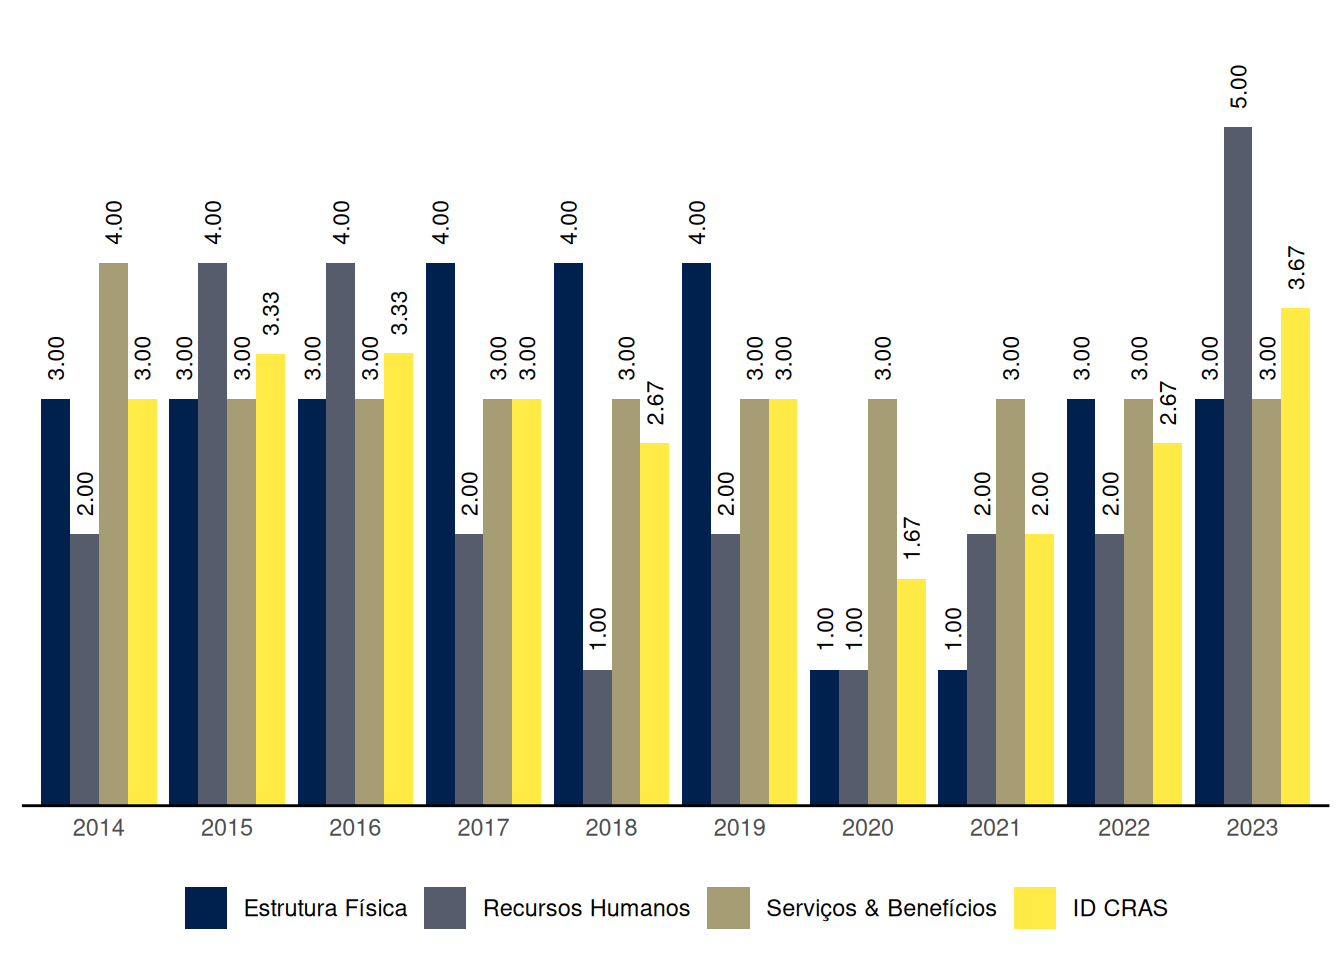 5.00
4.00 4.00 4.00 4.00 4.00 4.00
3.33 3.33 3.67
3.00 3.00 3.00 3.00 3.00 3.00 3.00 3.00 3.00 3.00 3.00 3.00 3.00 3.00 3.00 3.00 3.00 3.00
2.67 2.67
2.00 2.00 2.00 2.00 2.00 2.00
1.67
1.00 1.00 1.00 1.00
2014 2015 2016 2017 2018 2019 2020 2021 2022 2023
Estrutura Física Recursos Humanos Serviços & Benefícios ID CRAS